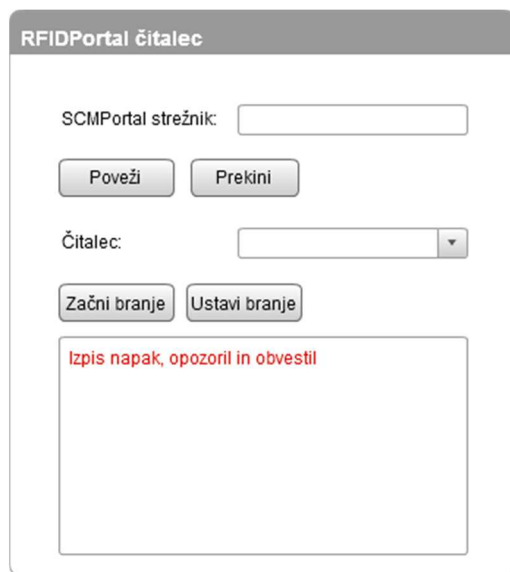 RFIDPortal čitalec
SCMPortal strežnik:
Poveži Prekini
Čitalec:
Začni branje Ustavi branje
Izpis napak, opozoril in obvestil